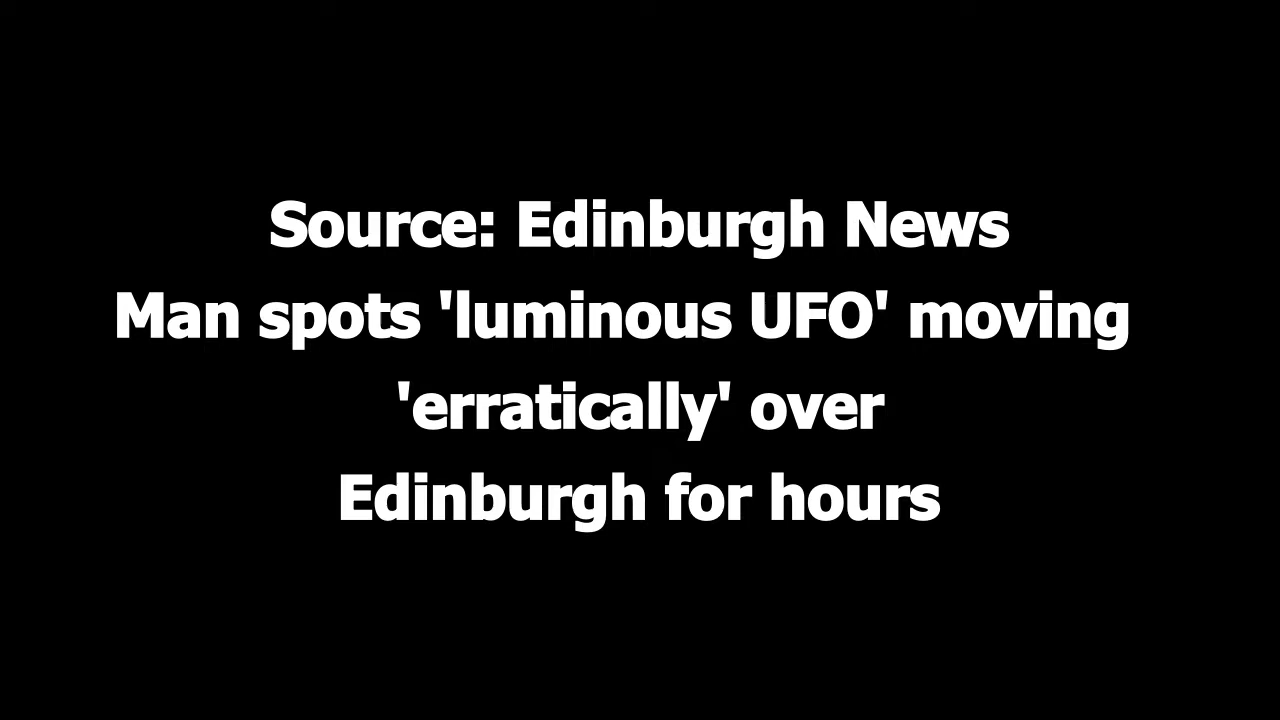 Source: Edinburgh News
Man spots 'luminous UFO' moving
'erratically' over
Edinburgh for hours